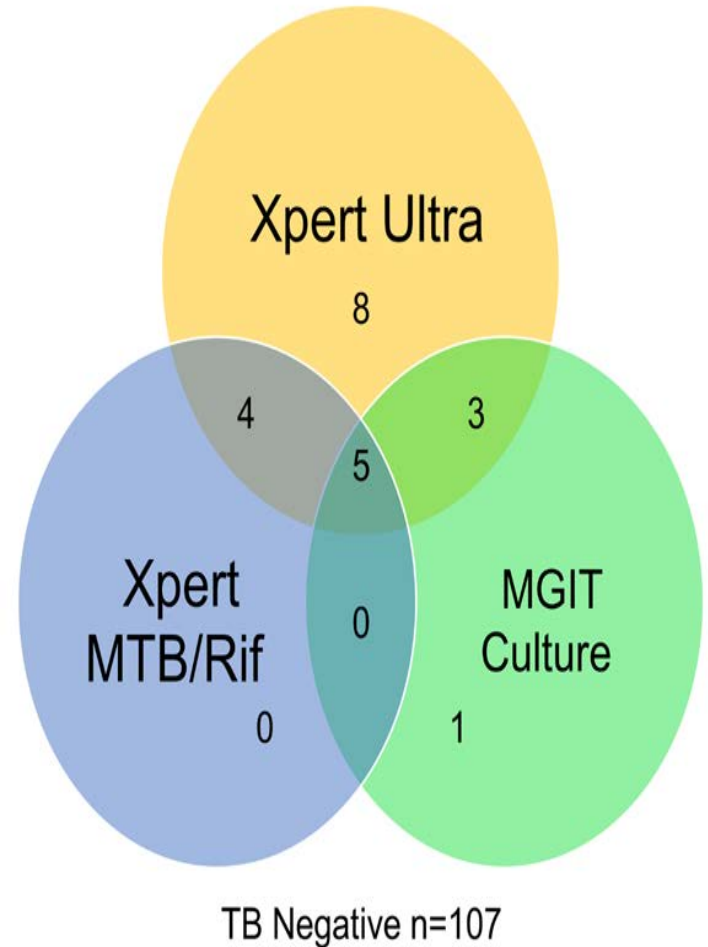 Xpert Ultra
8
4
3
5
Xpert
MTB/Rif
MGIT
Culture
0
0
1
TB Negative n=107